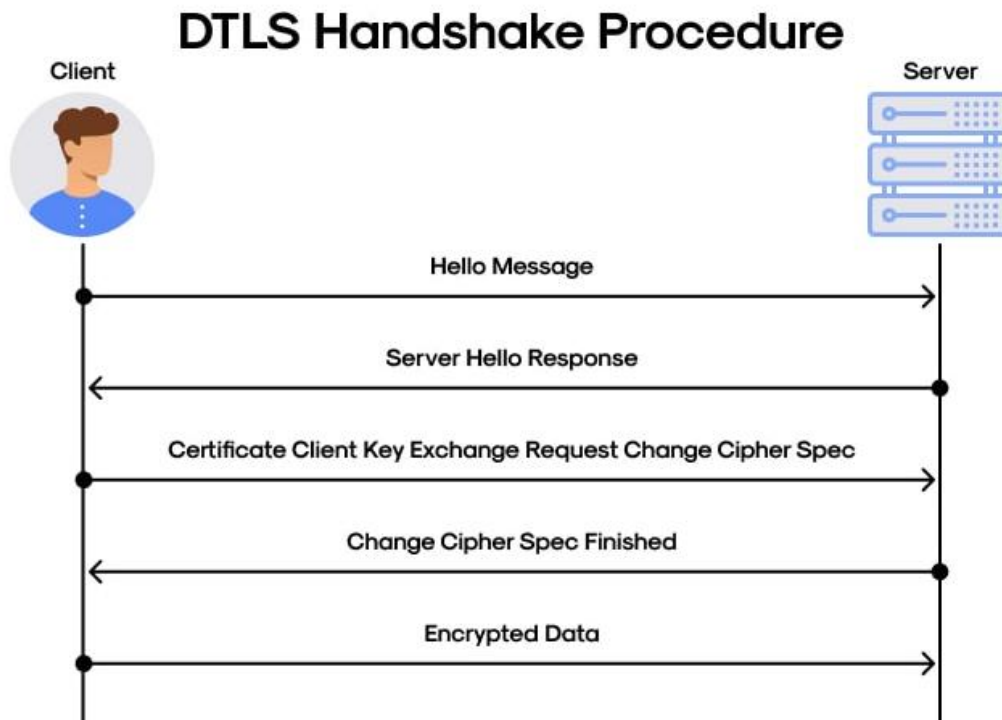 DTLS Handshake Procedure
Client
Server
Hello Message
Server Hello Response
Certificate Client Key Exchange Request Change Cipher Spec
Change Cipher Spec Finished
Encrypted Data